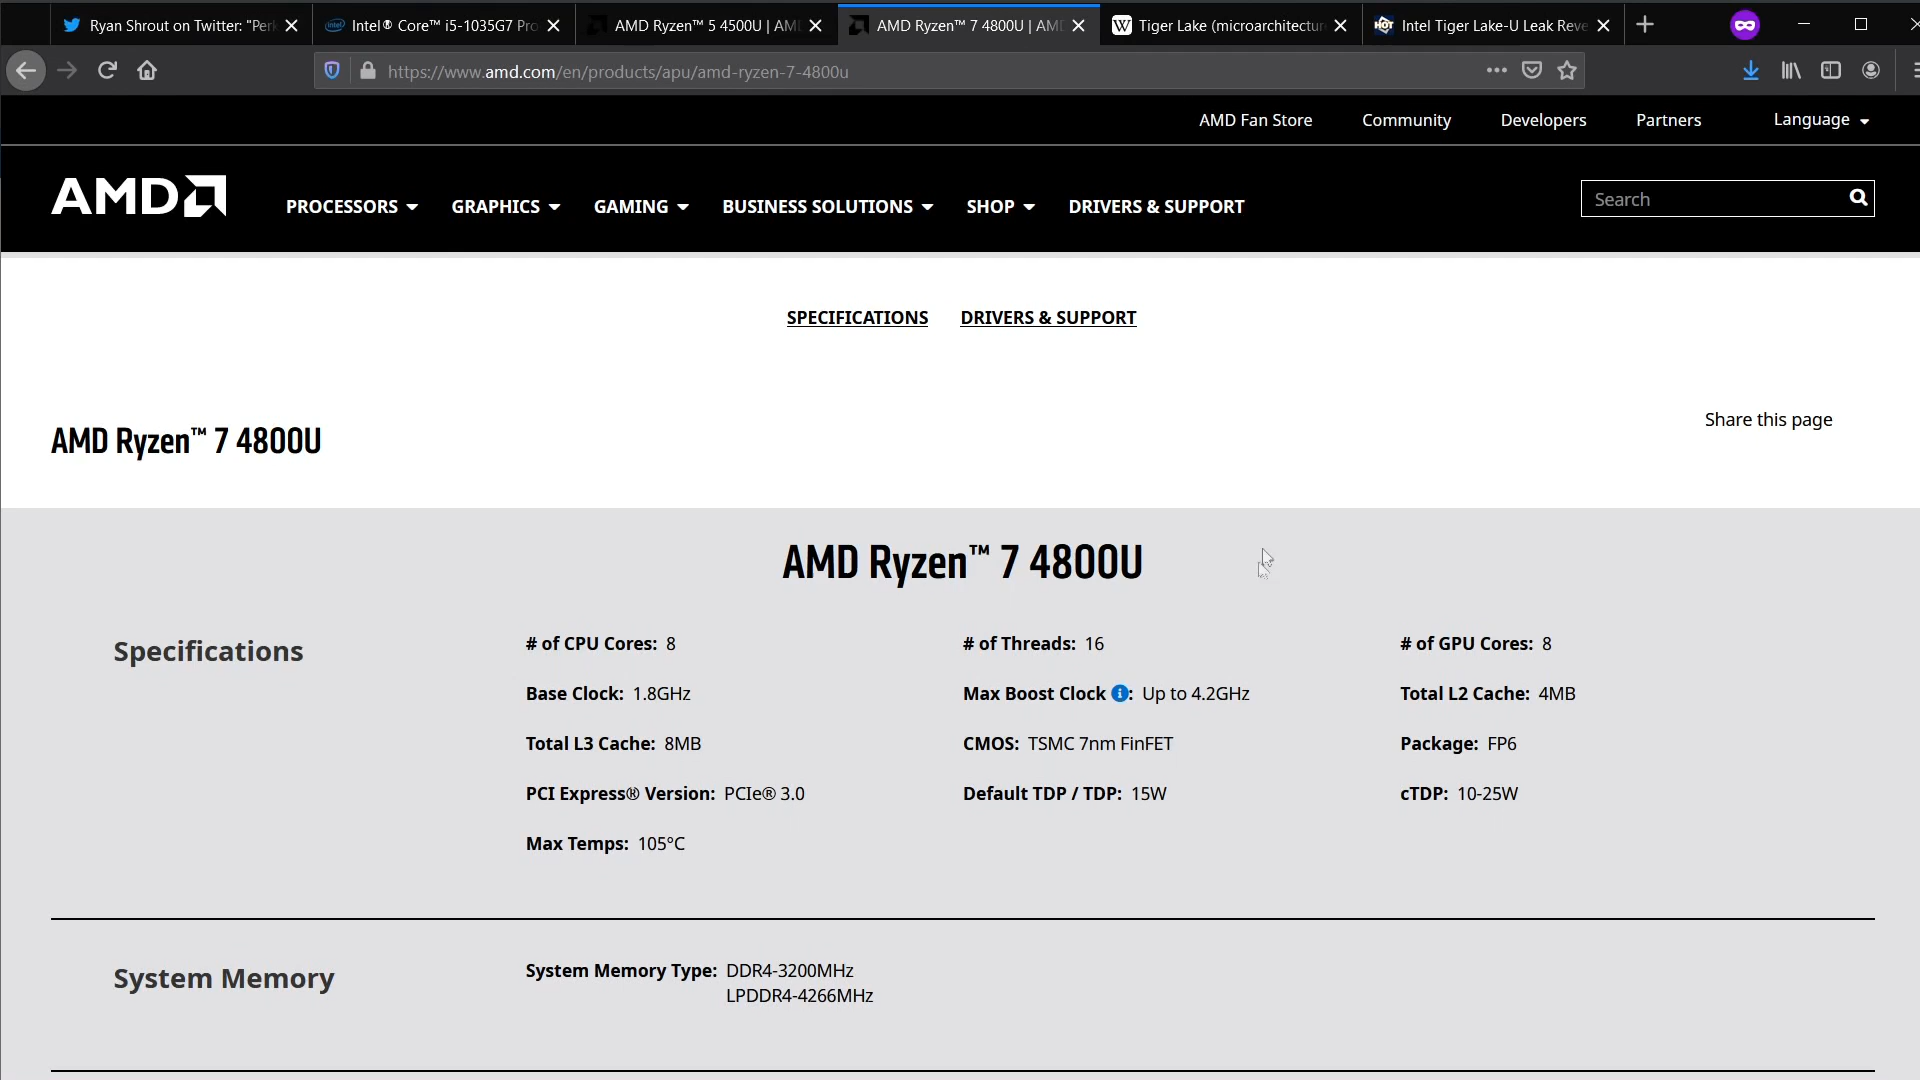 Ryan Shrout on Twitter: "Perk
Intel® Core™ i5-1035G7 Pro
AMD Ryzen™ 5 4500U | AM
AMD Ryzen™ 7 4800U | AM
Tiger Lake (microarchitectur
Intel Tiger Lake-U Leak Reve
https://www.amd.com/en/products/apu/amd-ryzen-7-4800u
AMD Fan Store
Community
Developers
Partners
Language
AMD
PROCESSORS
GRAPHICS
GAMING
BUSINESS SOLUTIONS
SHOP
DRIVERS & SUPPORT
Search
SPECIFICATIONS
DRIVERS & SUPPORT
Share this page
AMD Ryzen™ 7 4800U
AMD Ryzen™ 7 4800U
Specifications
# of CPU Cores: 8
# of Threads: 16
# of GPU Cores: 8
Base Clock: 1.8GHz
Max Boost Clock : Up to 4.2GHz
Total L2 Cache: 4MB
Total L3 Cache: 8MB
CMOS: TSMC 7nm FinFET
Package: FP6
PCI Express® Version: PCIe® 3.0
Default TDP / TDP: 15W
cTDP: 10-25W
Max Temps: 105°C
System Memory
System Memory Type: DDR4-3200MHz
LPDDR4-4266MHz